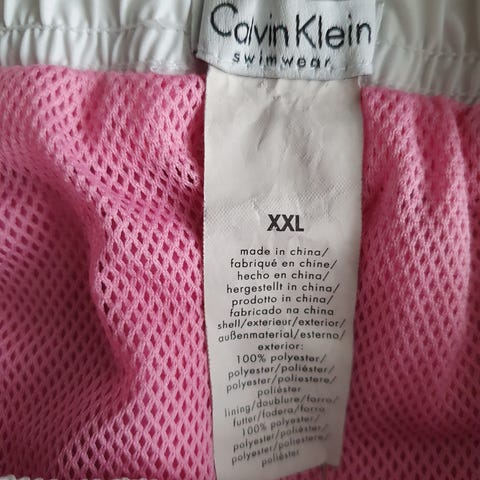 Calvin Klein
swimwear
XXL
made in china/
fabriqué en chine/
hecho en china/
hergestellt in china/
prodotto in china/
fabricado na china
shell/exterieur/exterior/
außenmaterial/esterno/
exterior:
100% polyester/
polyester/poliéster/
polyester/poliestere/
poliéster
lining/doublure/forro/
futter/fodera/forro
100% polyester/
polyester/poliéster/
polyester/poliestere/
poliéster